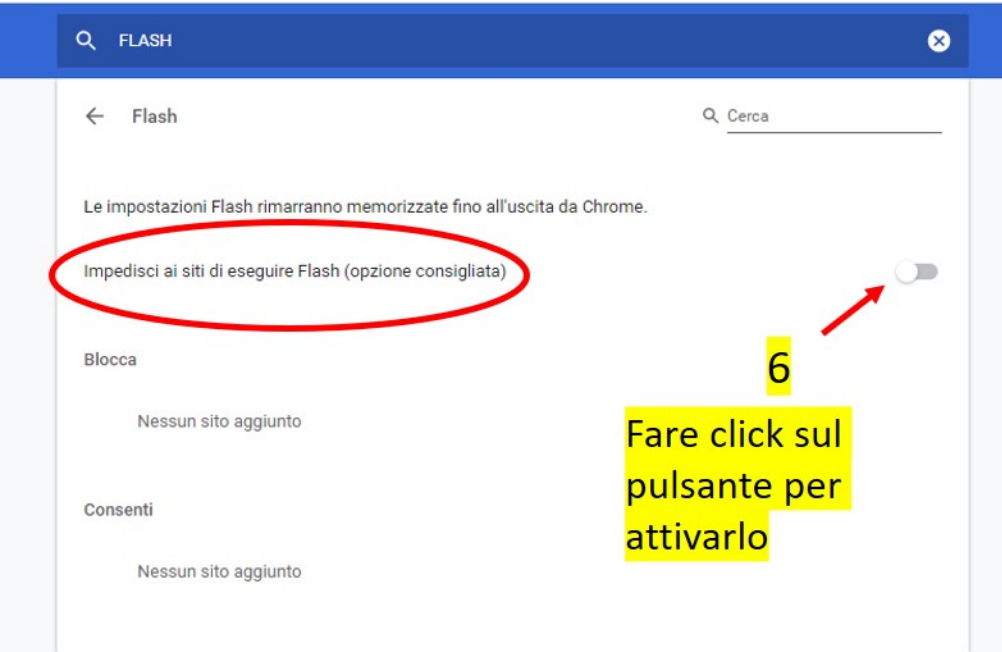 FLASH
Flash
Cerca
Le impostazioni Flash rimarranno memorizzate fino all'uscita da Chrome.
Impedisci ai siti di eseguire Flash (opzione consigliata)
Blocca
6
Nessun sito aggiunto
Fare click sul
pulsante per
attivarlo
Consenti
Nessun sito aggiunto